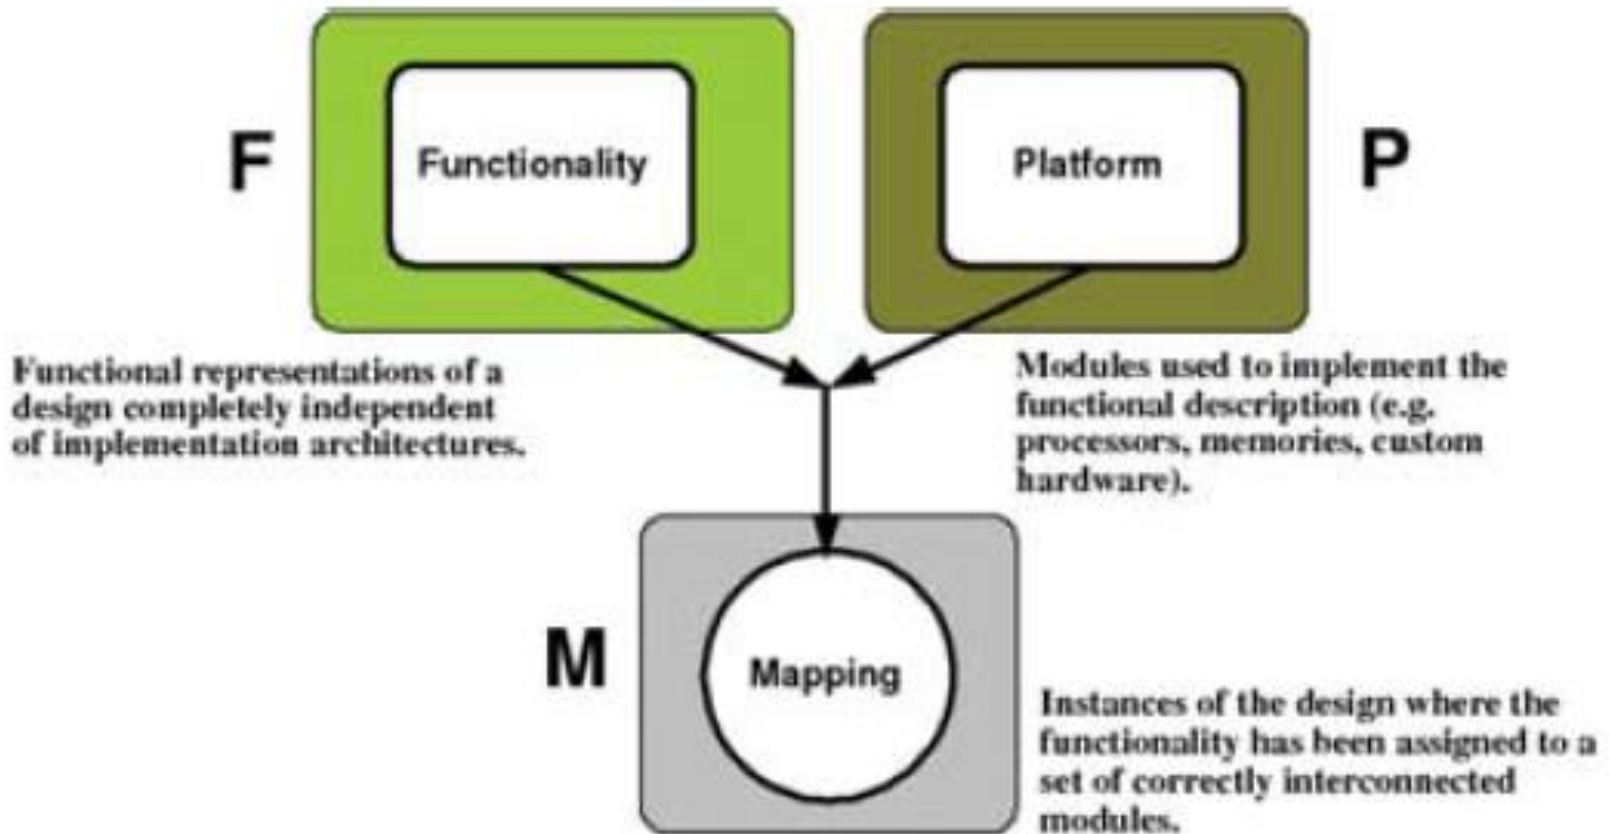 F
Functionality
Platform
P
Functional representations of a
design completely independent
of implementation architectures.
Modules used to implement the
functional description (e.g.
processors, memories, custom
hardware).
M
Mapping
Instances of the design where the
functionality has been assigned to a
set of correctly interconnected
modules.